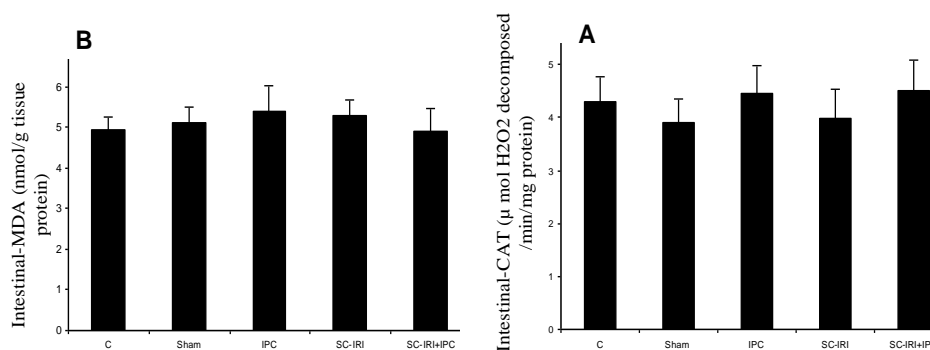 B
Intestinal-MDA (nmol/g tissue
protein)
6
5
4
3
2
1
0
C Sham IPC SC-IRI SC-IRI+IPC
A
Intestinal-CAT (µ mol H2O2 decomposed
/min/mg protein)
5
4
3
2
1
0
C Sham IPC SC-IRI SC-IRI+IP